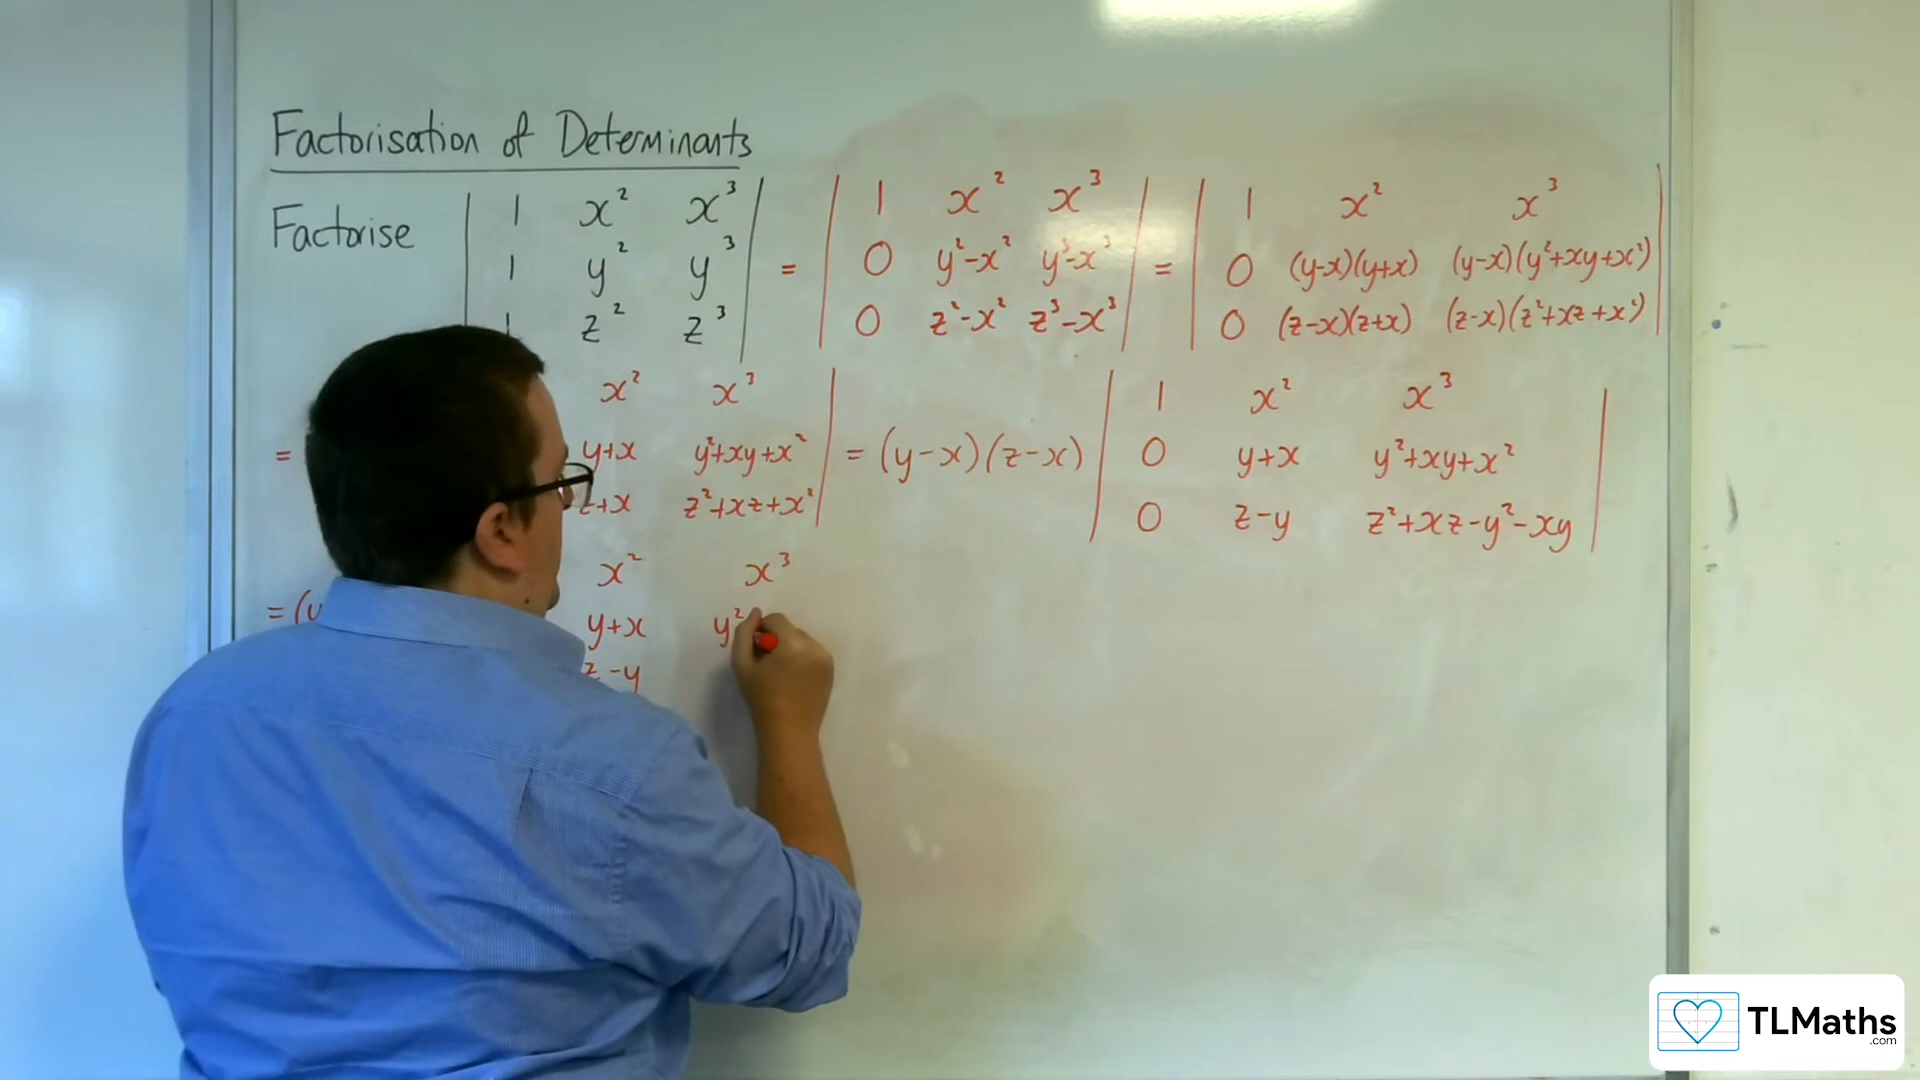 Factorisation of Determinants
Factorise | 1 x² x³ | = | 1 x² x³ | = | 1 x² x³ |
| 1 y² y³ | | 0 y²-x² y³-x³ | | 0 (y-x)(y+x) (y-x)(y²+xy+x²) |
| 1 z² z³ | | 0 z²-x² z³-x³ | | 0 (z-x)(z+x) (z-x)(z²+xz+x²) |
x² x³ | 1 x² x³ |
= y+x y²+xy+x² | = (y-x)(z-x) | 0 y+x y²+xy+x² |
z+x z²+xz+x² | | 0 z-y z²+xz-y²-xy |
x² x³
= (y y+x y²
z-y
TLMaths
.com